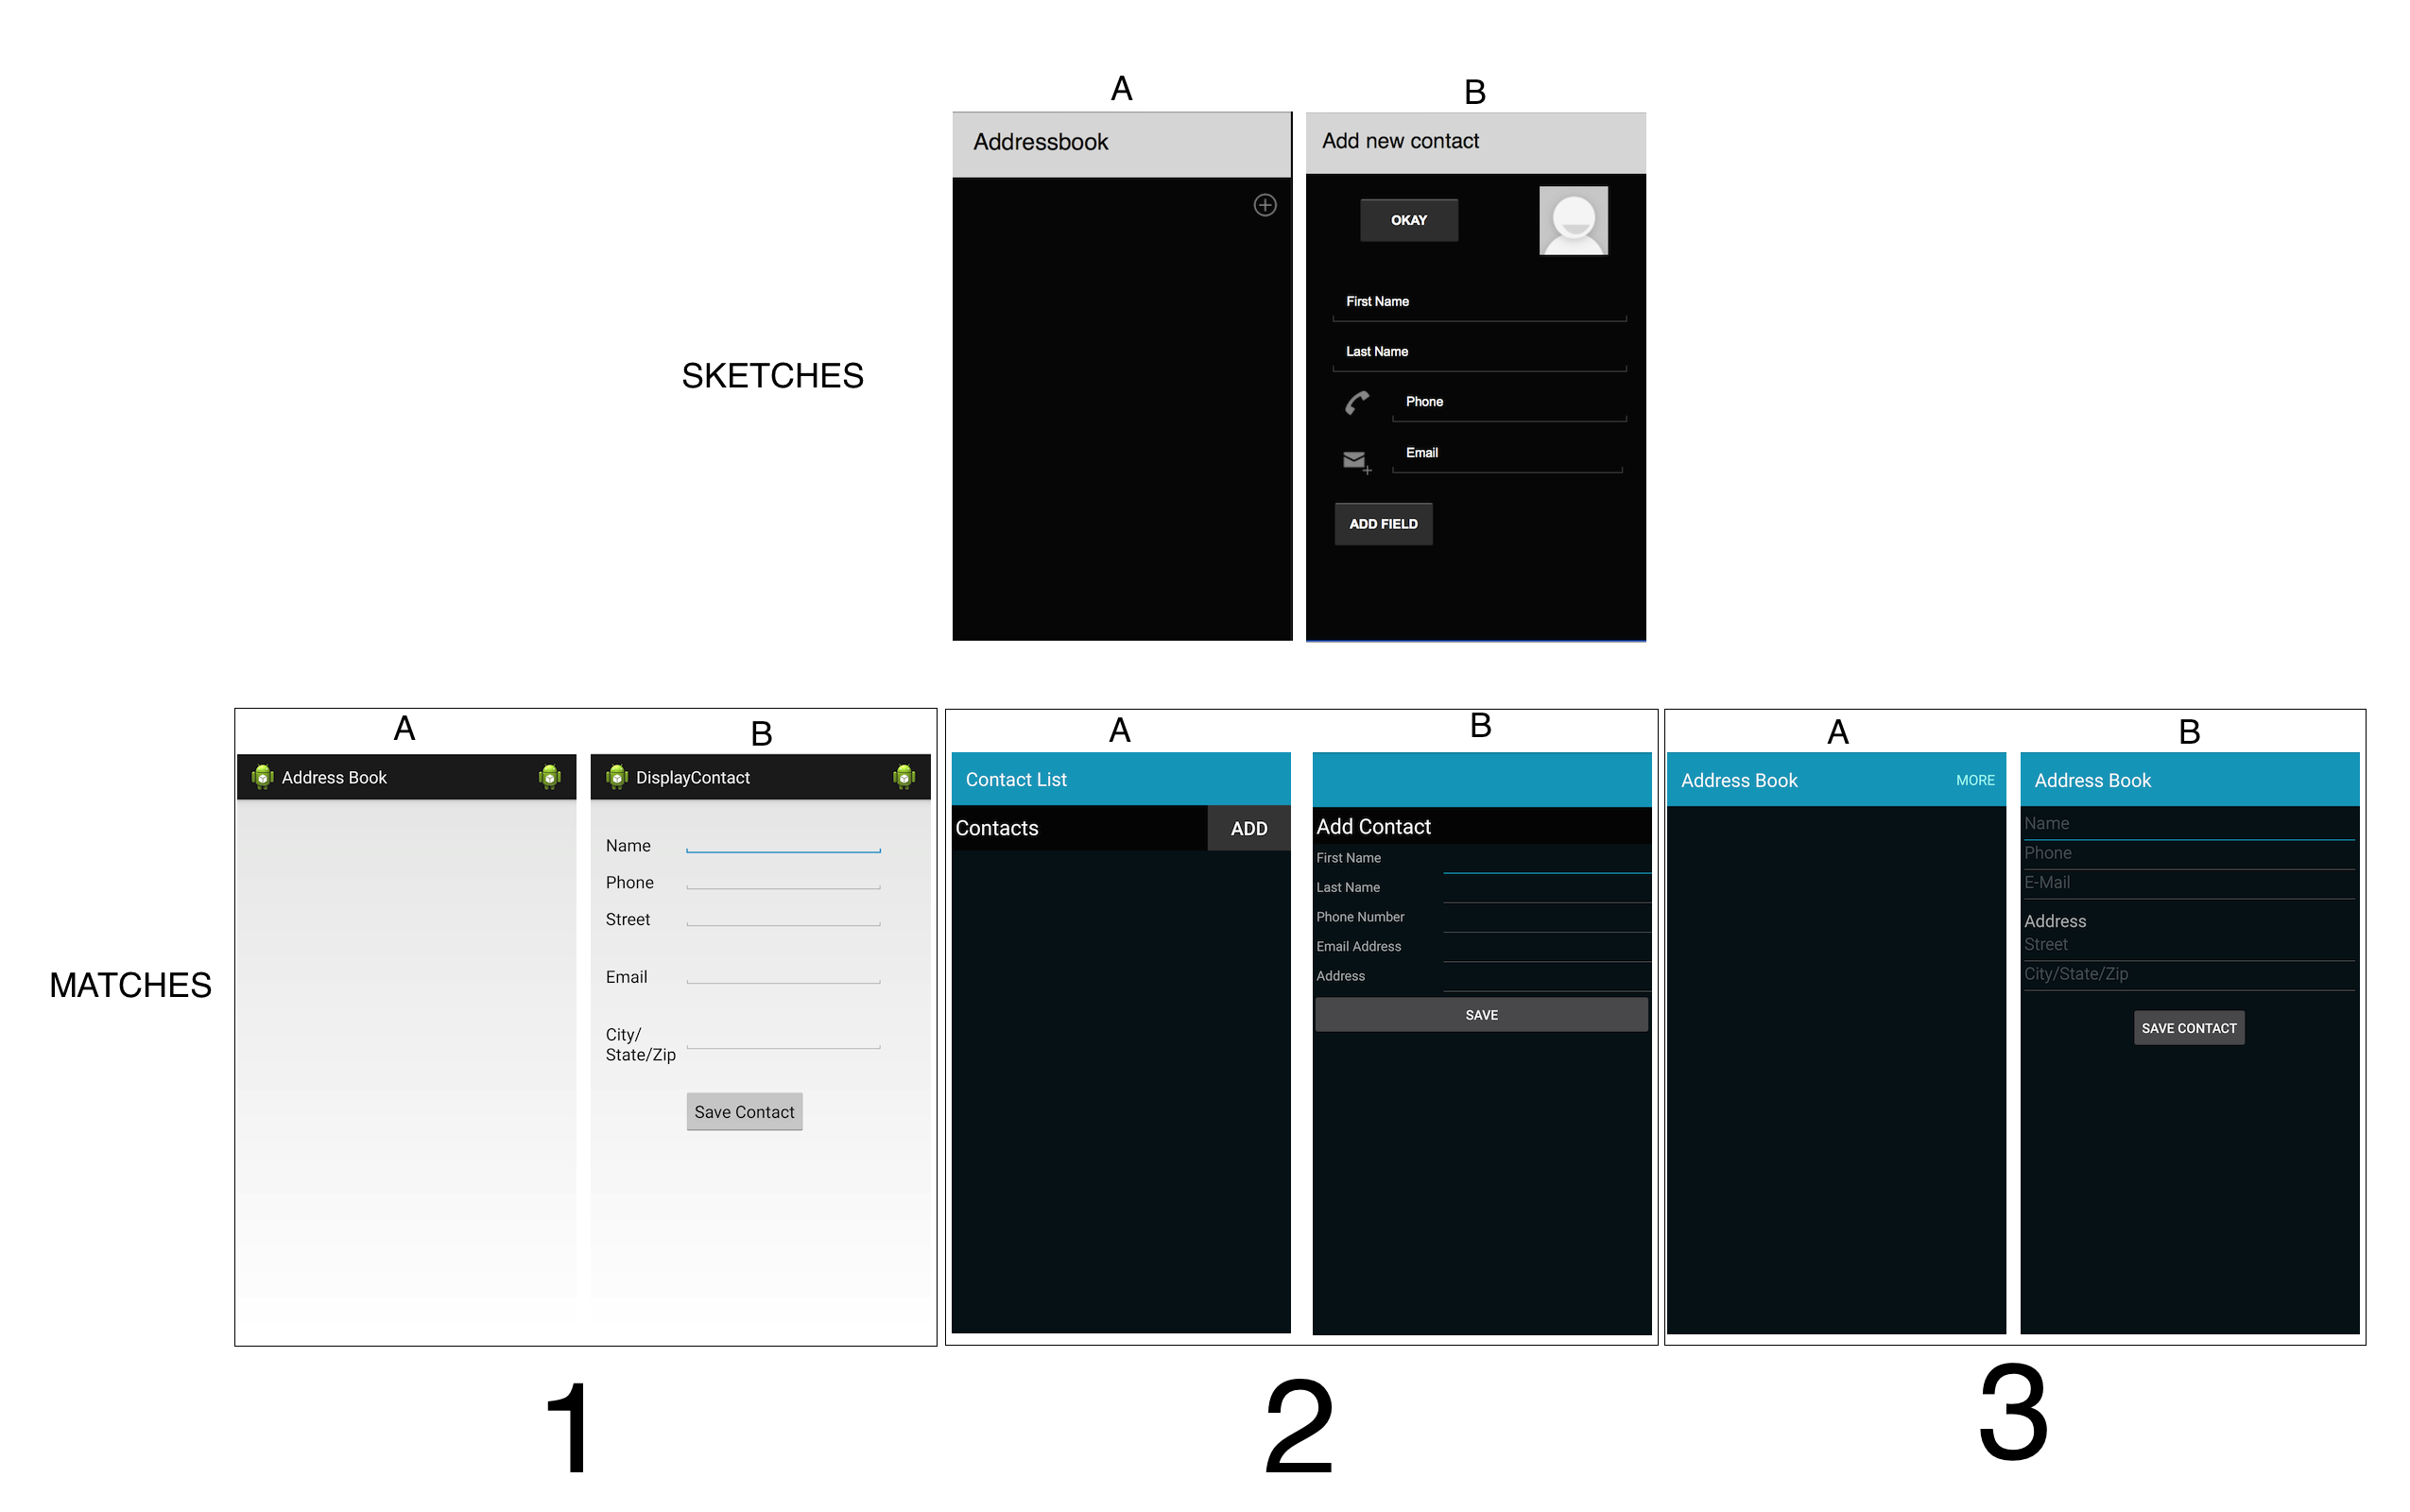 A
B
Addressbook
Add new contact
OKAY
First Name
Last Name
Phone
Email
ADD FIELD
SKETCHES
MATCHES
A
B
Address Book
DisplayContact
Name
Phone
Street
Email
City/
State/Zip
Save Contact
1
A
B
Contact List
Contacts
ADD
Add Contact
First Name
Last Name
Phone Number
Email Address
Address
SAVE
2
A
B
Address Book
MORE
Address Book
Name
Phone
E-Mail
Address
Street
City/State/Zip
SAVE CONTACT
3